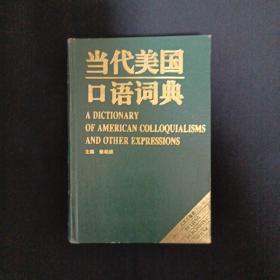 当代美国
口语词典
A DICTIONARY
OF AMERICAN COLLOQUIALISMS
AND OTHER EXPRESSIONS
主编